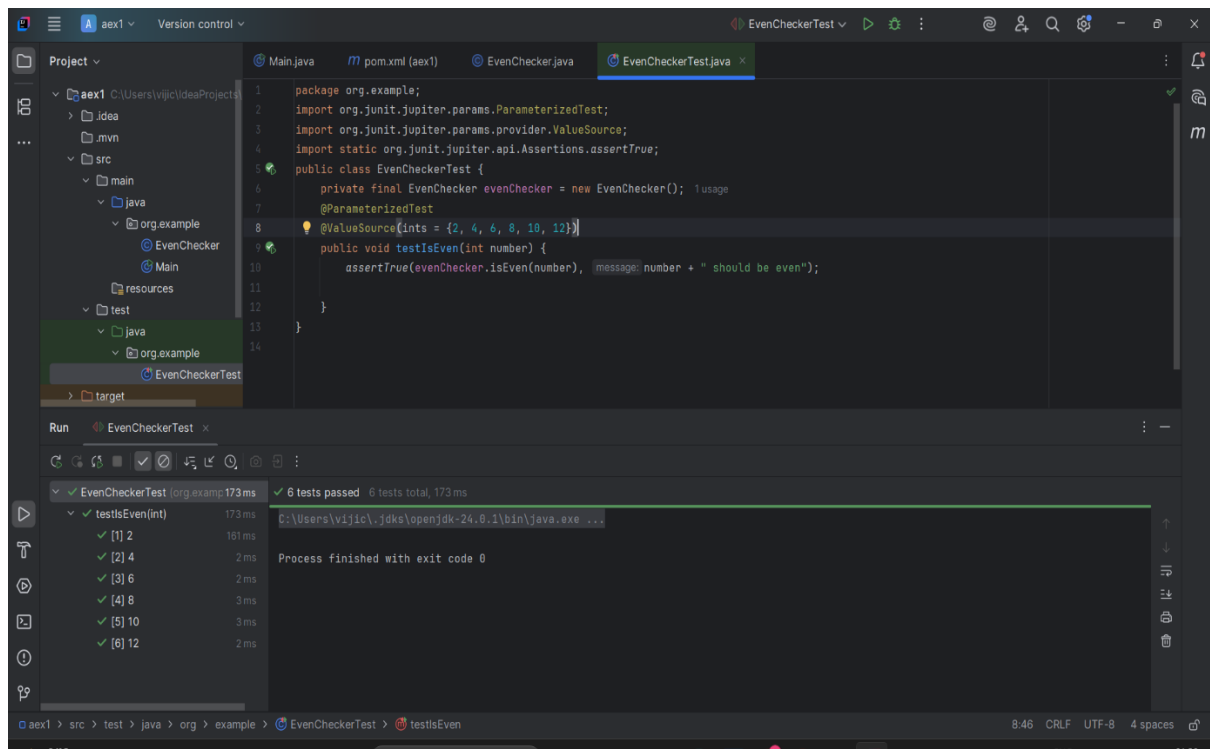 A aex1 Version control EvenCheckerTest
Project Main.java m pom.xml (aex1) EvenChecker.java EvenCheckerTest.java
aex1 C:\Users\vijic\IdeaProjects\
.idea
.mvn
src
main
java
org.example
EvenChecker
Main
resources
test
java
org.example
EvenCheckerTest
target
1 package org.example;
2 import org.junit.jupiter.params.ParameterizedTest;
3 import org.junit.jupiter.params.provider.ValueSource;
4 import static org.junit.jupiter.api.Assertions.assertTrue;
5 public class EvenCheckerTest {
6 private final EvenChecker evenChecker = new EvenChecker(); 1 usage
7 @ParameterizedTest
8 @ValueSource(ints = {2, 4, 6, 8, 10, 12})
9 public void testIsEven(int number) {
10 assertTrue(evenChecker.isEven(number), message: number + " should be even");
11
12 }
13 }
14
m
Run EvenCheckerTest
EvenCheckerTest (org.examp 173 ms
testIsEven(int) 173 ms
[1] 2 161 ms
[2] 4 2 ms
[3] 6 2 ms
[4] 8 3 ms
[5] 10 3 ms
[6] 12 2 ms
6 tests passed 6 tests total, 173 ms
C:\Users\vijic\.jdks\openjdk-24.0.1\bin\java.exe ...
Process finished with exit code 0
aex1 > src > test > java > org > example > EvenCheckerTest > testIsEven 8:46 CRLF UTF-8 4 spaces